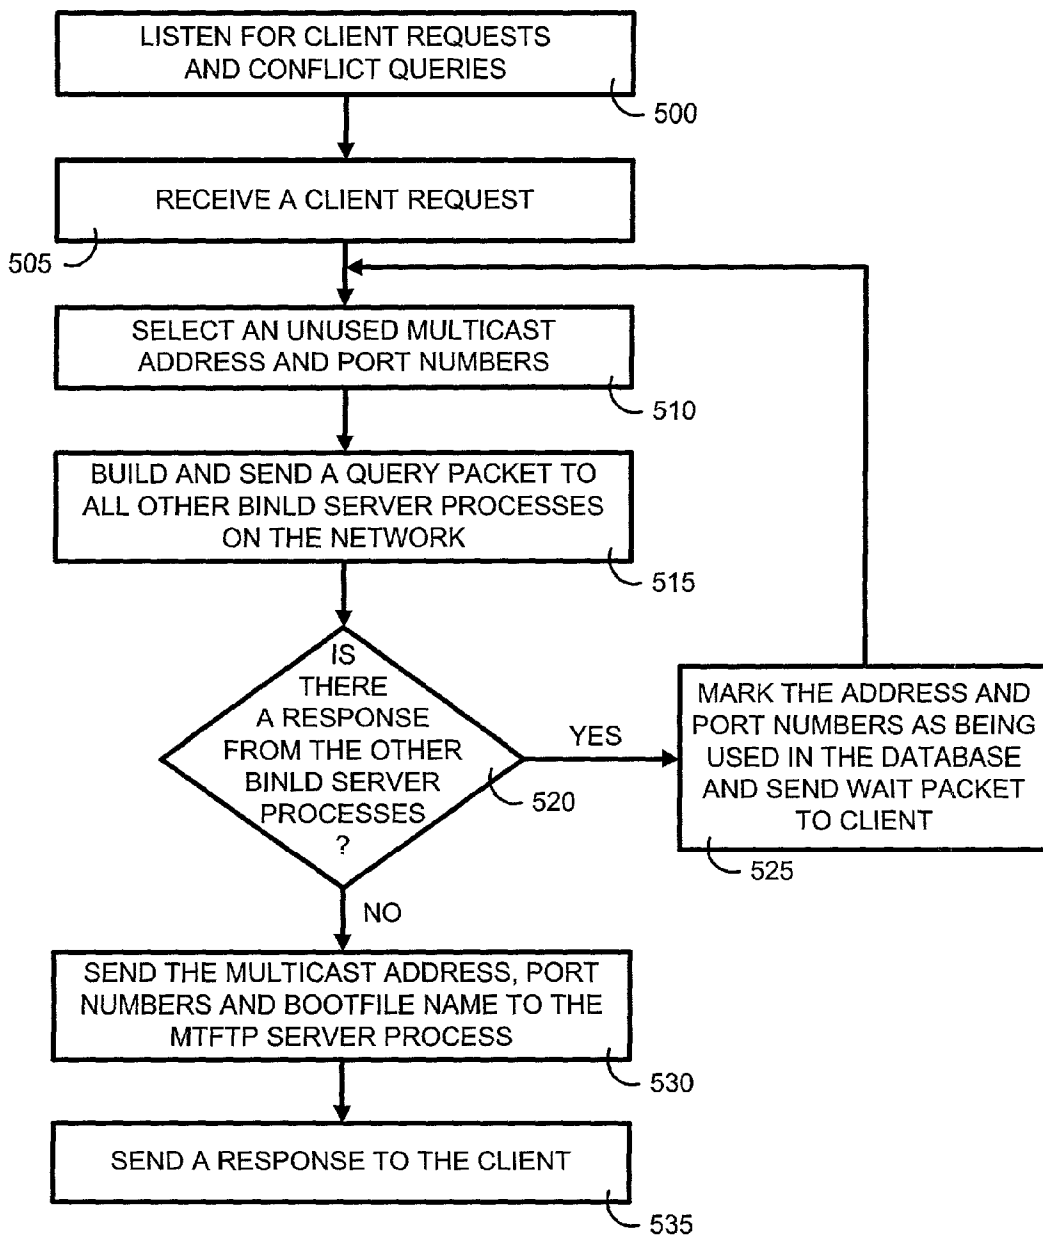 LISTEN FOR CLIENT REQUESTS
AND CONFLICT QUERIES
500
RECEIVE A CLIENT REQUEST
505
SELECT AN UNUSED MULTICAST
ADDRESS AND PORT NUMBERS
510
BUILD AND SEND A QUERY PACKET TO
ALL OTHER BINLD SERVER PROCESSES
ON THE NETWORK
515
IS
THERE
A RESPONSE
FROM THE OTHER
BINLD SERVER
PROCESSES
?
520
YES
MARK THE ADDRESS AND
PORT NUMBERS AS BEING
USED IN THE DATABASE
AND SEND WAIT PACKET
TO CLIENT
525
NO
SEND THE MULTICAST ADDRESS, PORT
NUMBERS AND BOOTFILE NAME TO THE
MTFTP SERVER PROCESS
530
SEND A RESPONSE TO THE CLIENT
535